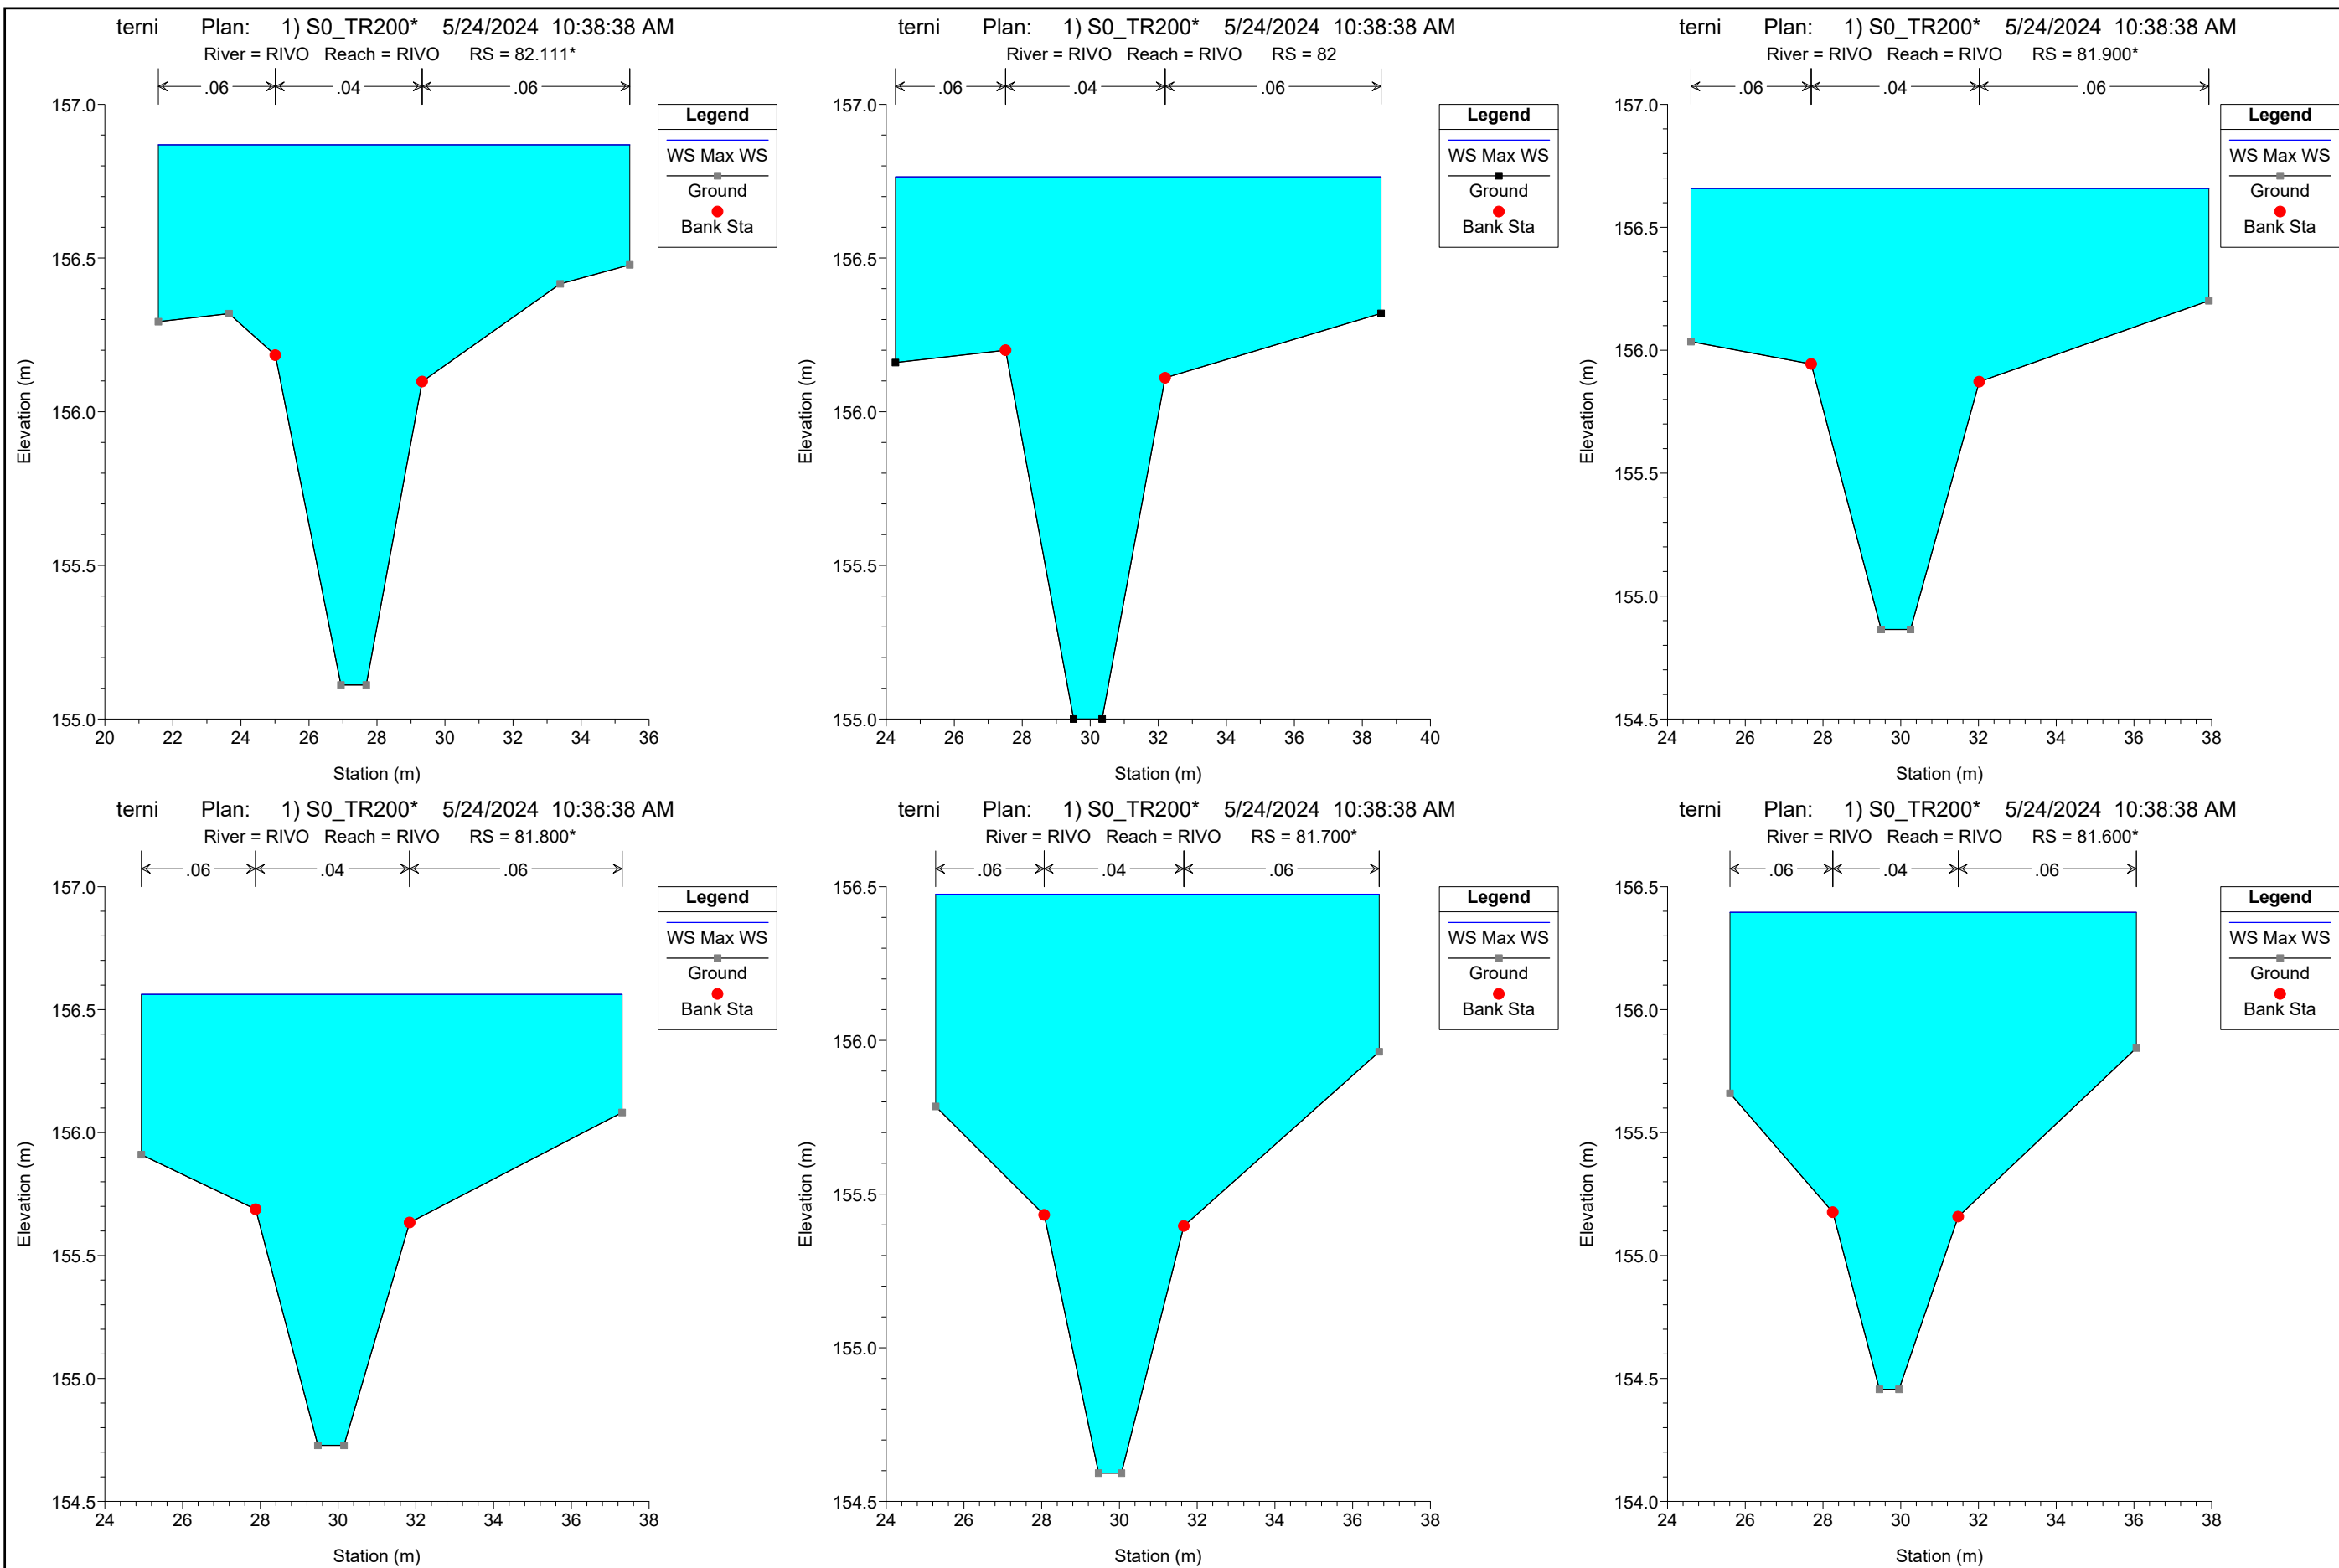 terni Plan: 1) S0_TR200* 5/24/2024 10:38:38 AM
River = RIVO Reach = RIVO RS = 82.111*
.06 .04 .06
157.0
156.5
156.0
155.5
155.0
Elevation (m)
20 22 24 26 28 30 32 34 36
Station (m)
Legend
WS Max WS
Ground
Bank Sta
terni Plan: 1) S0_TR200* 5/24/2024 10:38:38 AM
River = RIVO Reach = RIVO RS = 82
.06 .04 .06
157.0
156.5
156.0
155.5
155.0
Elevation (m)
24 26 28 30 32 34 36 38 40
Station (m)
Legend
WS Max WS
Ground
Bank Sta
terni Plan: 1) S0_TR200* 5/24/2024 10:38:38 AM
River = RIVO Reach = RIVO RS = 81.900*
.06 .04 .06
157.0
156.5
156.0
155.5
155.0
154.5
Elevation (m)
24 26 28 30 32 34 36 38
Station (m)
Legend
WS Max WS
Ground
Bank Sta
terni Plan: 1) S0_TR200* 5/24/2024 10:38:38 AM
River = RIVO Reach = RIVO RS = 81.800*
.06 .04 .06
157.0
156.5
156.0
155.5
155.0
154.5
Elevation (m)
24 26 28 30 32 34 36 38
Station (m)
Legend
WS Max WS
Ground
Bank Sta
terni Plan: 1) S0_TR200* 5/24/2024 10:38:38 AM
River = RIVO Reach = RIVO RS = 81.700*
.06 .04 .06
156.5
156.0
155.5
155.0
154.5
Elevation (m)
24 26 28 30 32 34 36 38
Station (m)
Legend
WS Max WS
Ground
Bank Sta
terni Plan: 1) S0_TR200* 5/24/2024 10:38:38 AM
River = RIVO Reach = RIVO RS = 81.600*
.06 .04 .06
156.5
156.0
155.5
155.0
154.5
154.0
Elevation (m)
24 26 28 30 32 34 36 38
Station (m)
Legend
WS Max WS
Ground
Bank Sta